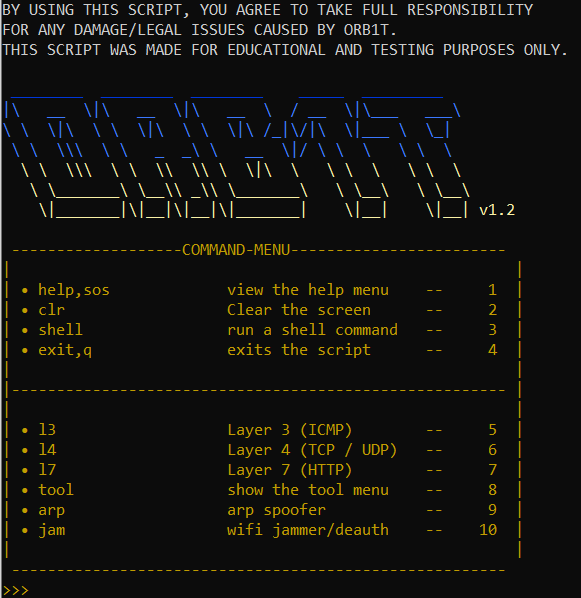 BY USING THIS SCRIPT, YOU AGREE TO TAKE FULL RESPONSIBILITY
FOR ANY DAMAGE/LEGAL ISSUES CAUSED BY ORB1T.
THIS SCRIPT WAS MADE FOR EDUCATIONAL AND TESTING PURPOSES ONLY.
ORB1T
v1.2
COMMAND-MENU
• help,sos view the help menu -- 1
• clr Clear the screen -- 2
• shell run a shell command -- 3
• exit,q exits the script -- 4
• l3 Layer 3 (ICMP) -- 5
• l4 Layer 4 (TCP / UDP) -- 6
• l7 Layer 7 (HTTP) -- 7
• tool show the tool menu -- 8
• arp arp spoofer -- 9
• jam wifi jammer/deauth -- 10
>>>